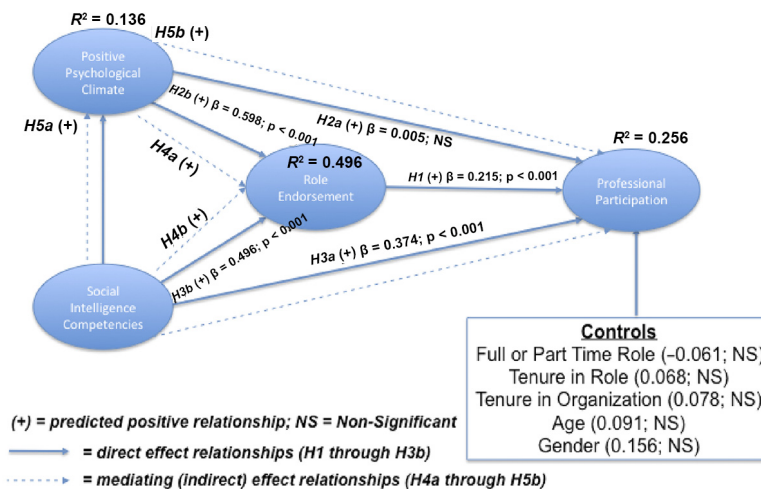 R² = 0.136
H5b (+)
Positive
Psychological
Climate
H2b (+) β = 0.598; p < 0.001
H2a (+) β = 0.005; NS
H5a (+)
H4a (+)
R² = 0.256
R² = 0.496
Role
Endorsement
H1 (+) β = 0.215; p < 0.001
Professional
Participation
H4b (+)
H3b (+) β = 0.496; p < 0.001
H3a (+) β = 0.374; p < 0.001
Social
Intelligence
Competencies
Controls
Full or Part Time Role (–0.061; NS)
Tenure in Role (0.068; NS)
Tenure in Organization (0.078; NS)
Age (0.091; NS)
Gender (0.156; NS)
(+) = predicted positive relationship; NS = Non-Significant
= direct effect relationships (H1 through H3b)
= mediating (indirect) effect relationships (H4a through H5b)